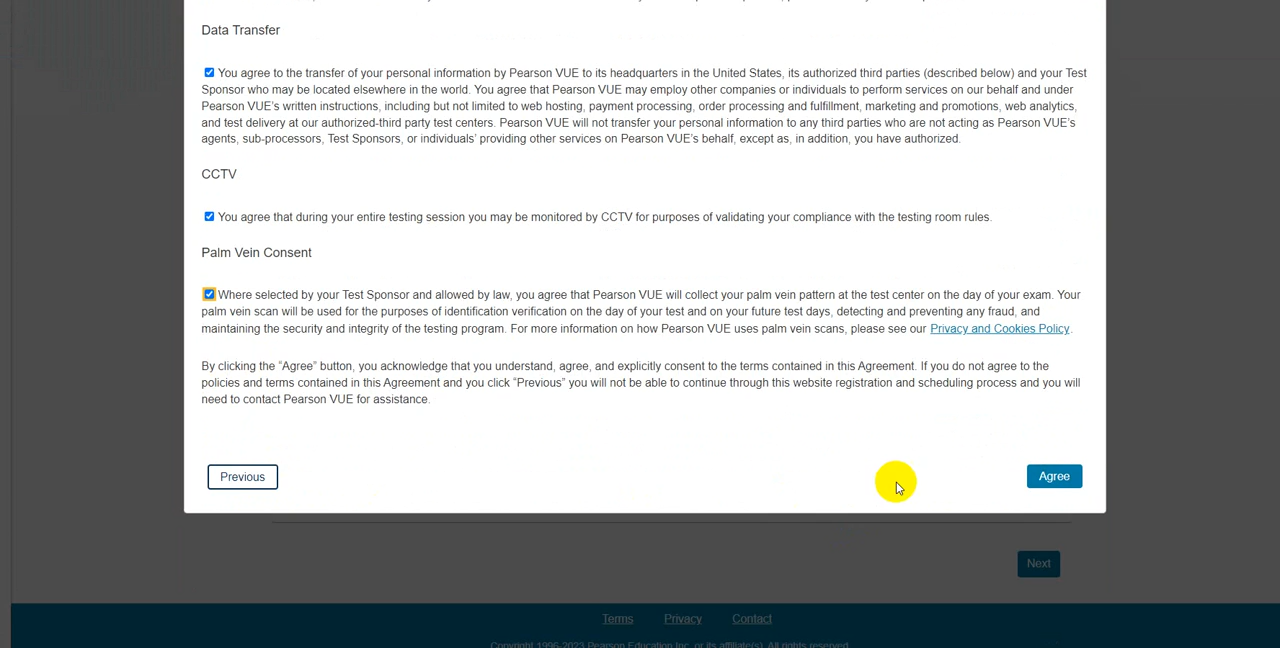 Data Transfer
You agree to the transfer of your personal information by Pearson VUE to its headquarters in the United States, its authorized third parties (described below) and your Test
Sponsor who may be located elsewhere in the world. You agree that Pearson VUE may employ other companies or individuals to perform services on our behalf and under
Pearson VUE's written instructions, including but not limited to web hosting, payment processing, order processing and fulfillment, marketing and promotions, web analytics,
and test delivery at our authorized-third party test centers. Pearson VUE will not transfer your personal information to any third parties who are not acting as Pearson VUE's
agents, sub-processors, Test Sponsors, or individuals' providing other services on Pearson VUE's behalf, except as, in addition, you have authorized.
CCTV
You agree that during your entire testing session you may be monitored by CCTV for purposes of validating your compliance with the testing room rules.
Palm Vein Consent
Where selected by your Test Sponsor and allowed by law, you agree that Pearson VUE will collect your palm vein pattern at the test center on the day of your exam. Your
palm vein scan will be used for the purposes of identification verification on the day of your test and on your future test days, detecting and preventing any fraud, and
maintaining the security and integrity of the testing program. For more information on how Pearson VUE uses palm vein scans, please see our Privacy and Cookies Policy.
By clicking the “Agree” button, you acknowledge that you understand, agree, and explicitly consent to the terms contained in this Agreement. If you do not agree to the
policies and terms contained in this Agreement and you click “Previous” you will not be able to continue through this website registration and scheduling process and you will
need to contact Pearson VUE for assistance.
Previous
Agree
Next
Terms Privacy Contact
Copyright 1996-2023 Pearson Education Inc. or its affiliate(s). All rights reserved.